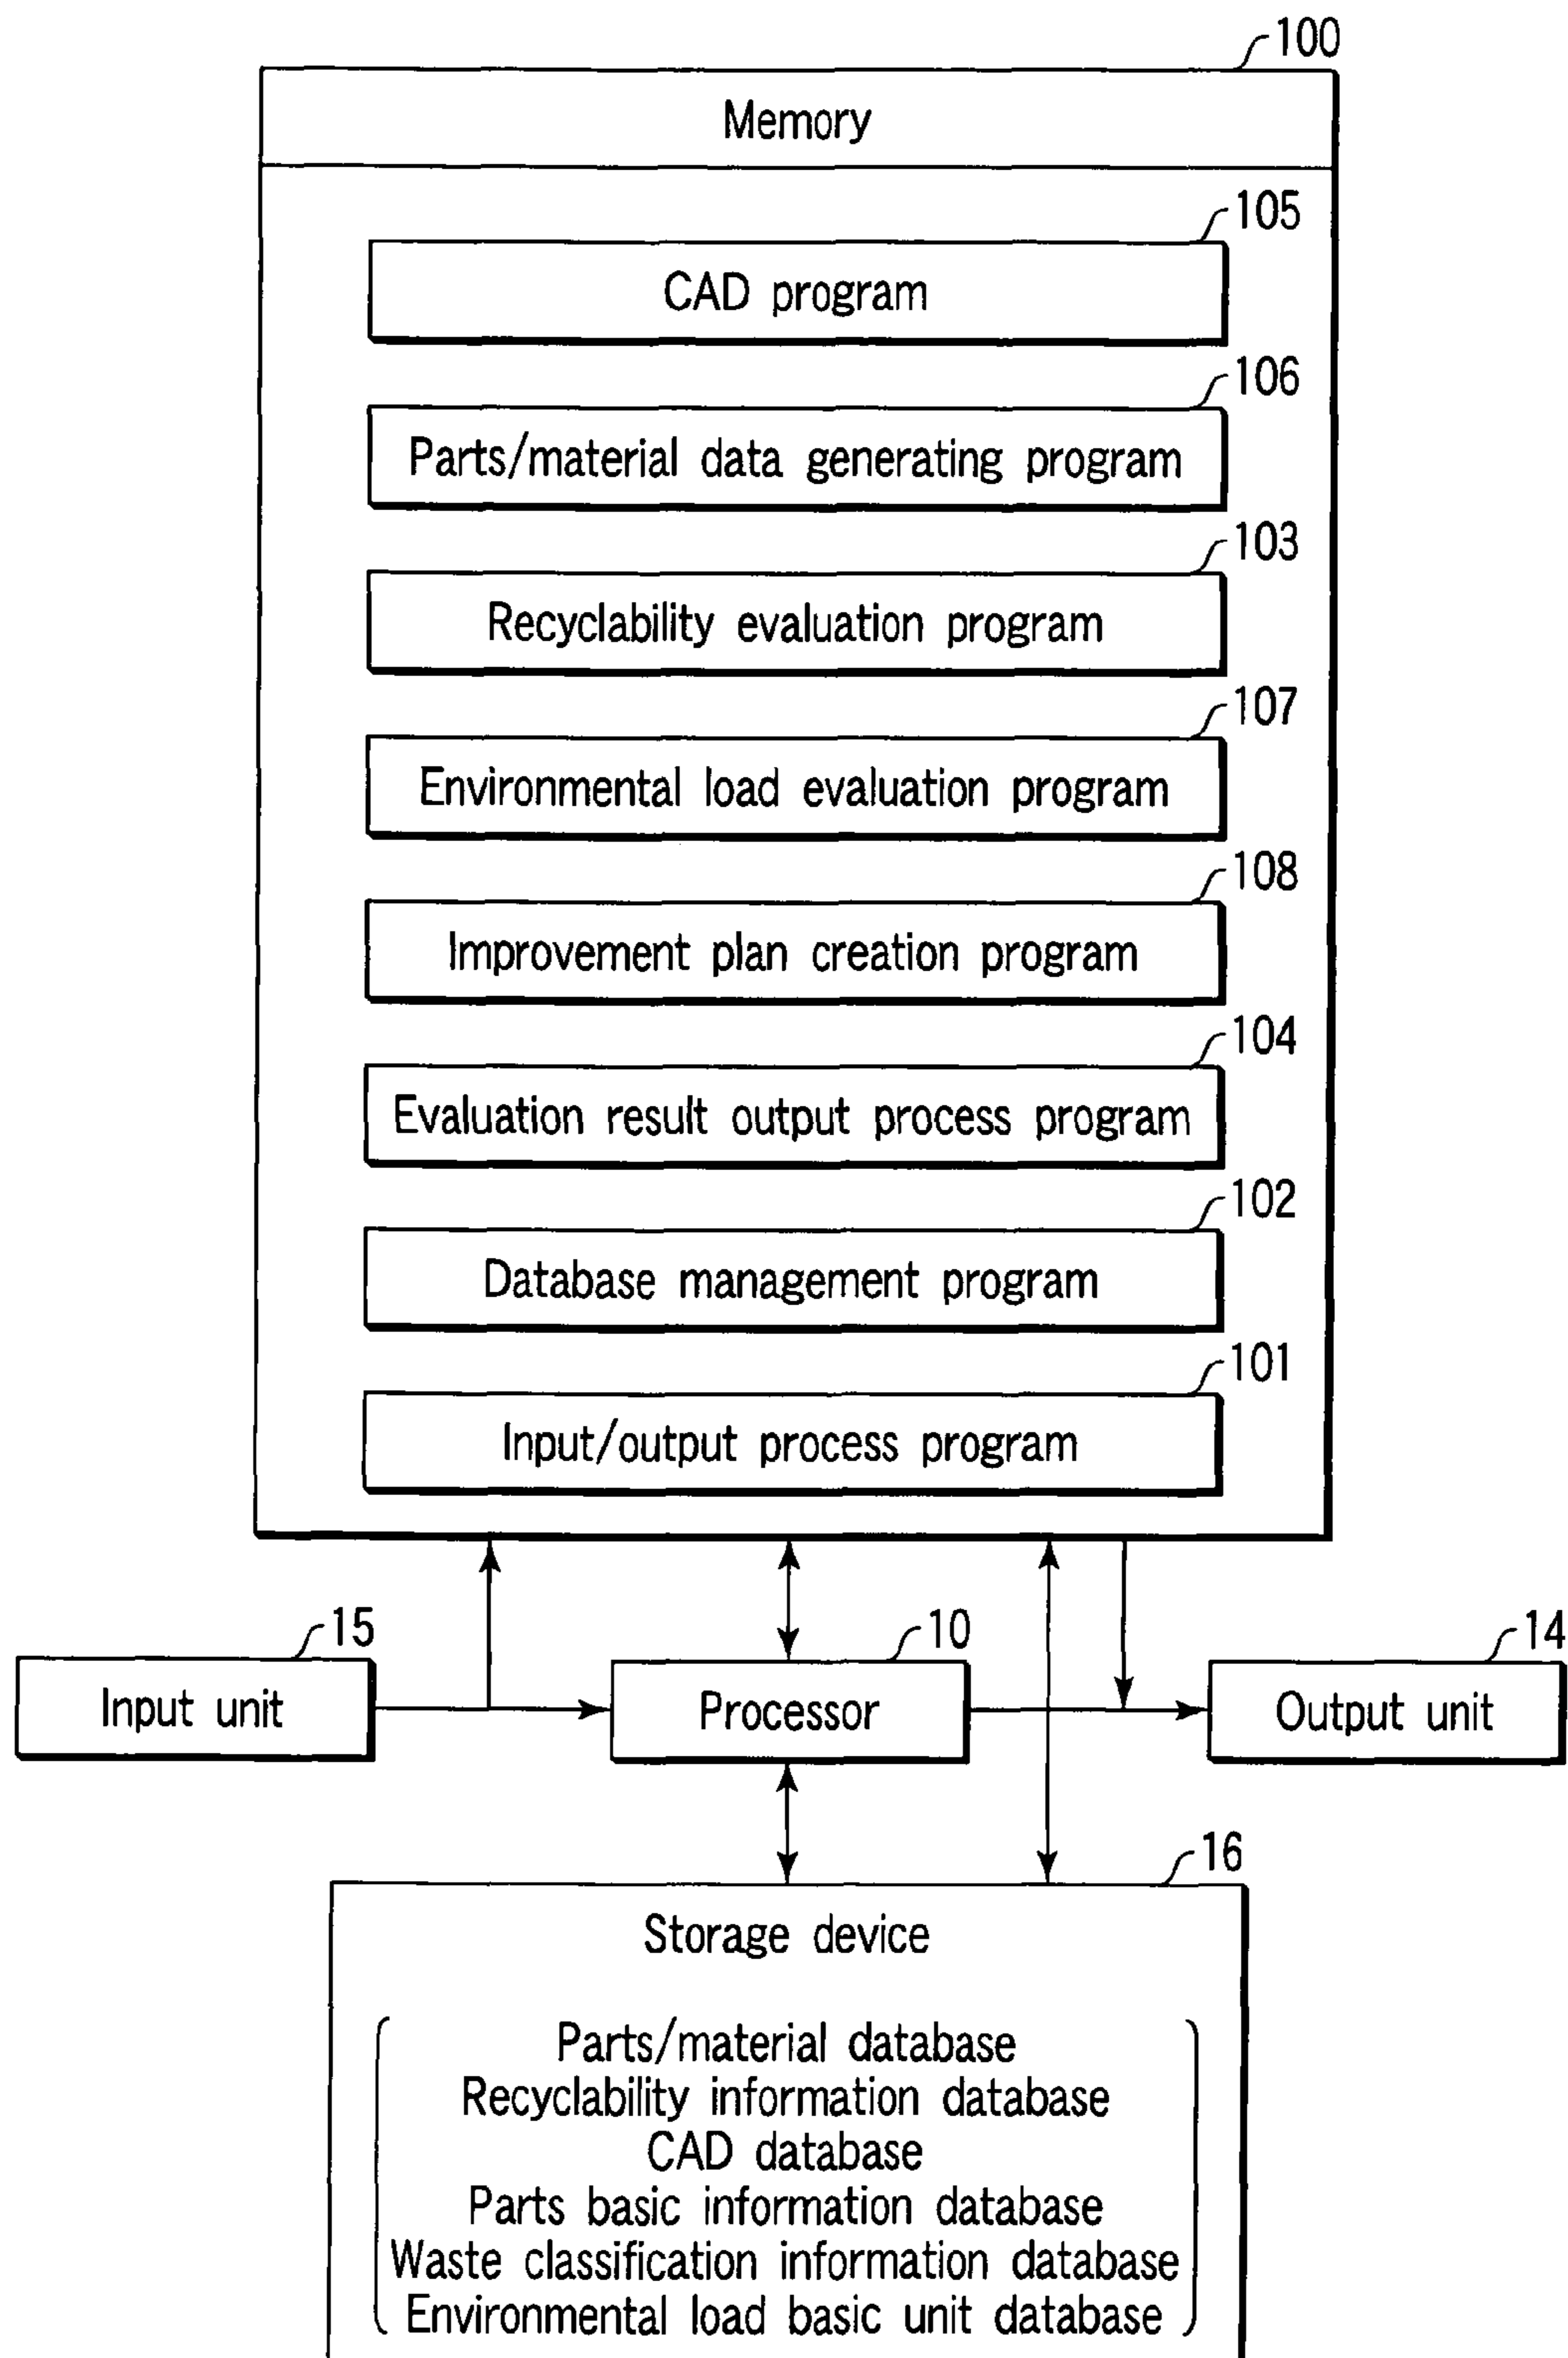 100
Memory
105
CAD program
106
Parts/material data generating program
103
Recyclability evaluation program
107
Environmental load evaluation program
108
Improvement plan creation program
104
Evaluation result output process program
102
Database management program
101
Input/output process program
15
Input unit
10
Processor
14
Output unit
16
Storage device
Parts/material database
Recyclability information database
CAD database
Parts basic information database
Waste classification information database
Environmental load basic unit database